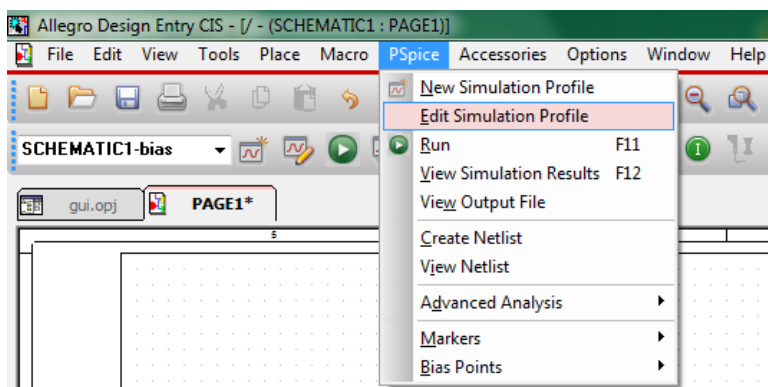 Allegro Design Entry CIS - [/ - (SCHEMATIC1 : PAGE1)]
File Edit View Tools Place Macro PSpice Accessories Options Window Help
New Simulation Profile
Edit Simulation Profile
SCHEMATIC1-bias
Run F11
View Simulation Results F12
gui.opj PAGE1*
View Output File
5
Create Netlist
View Netlist
Advanced Analysis
Markers
Bias Points